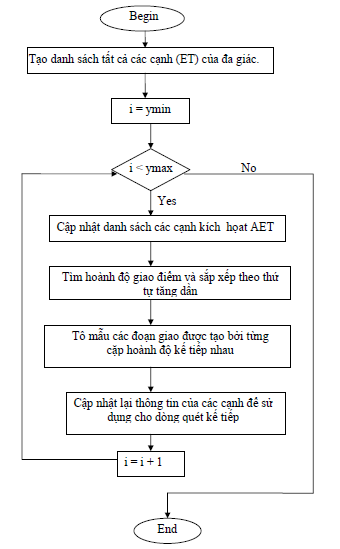 Begin
Tạo danh sách tất cả các cạnh (ET) của đa giác.
i = ymin
i < ymax
No
Yes
Cập nhật danh sách các cạnh kích họat AET
Tìm hoành độ giao điểm và sắp xếp theo thứ
tự tăng dần
Tô mẫu các đoạn giao được tạo bởi từng
cặp hoành độ kế tiếp nhau
Cập nhật lại thông tin của các cạnh để sử
dụng cho dòng quét kế tiếp
i = i + 1
End